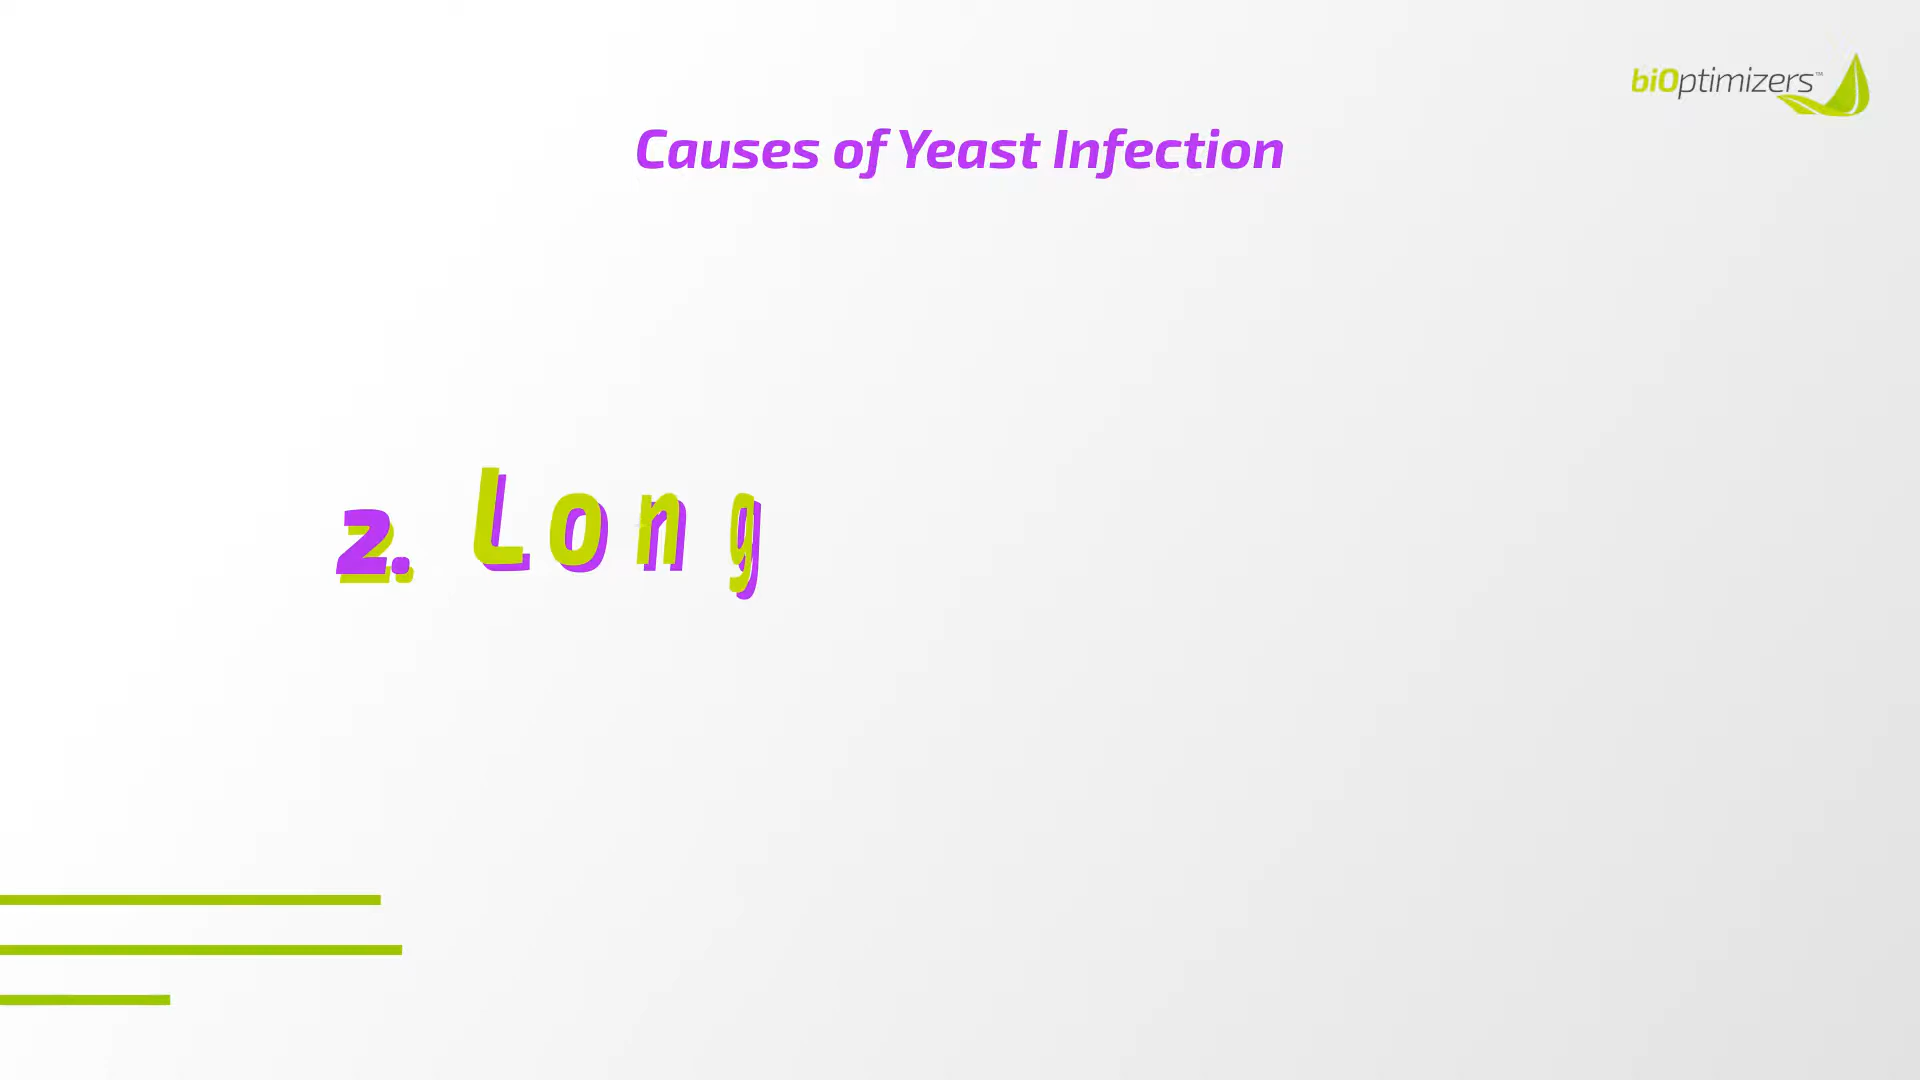 biOptimizers™
Causes of Yeast Infection
2. Long